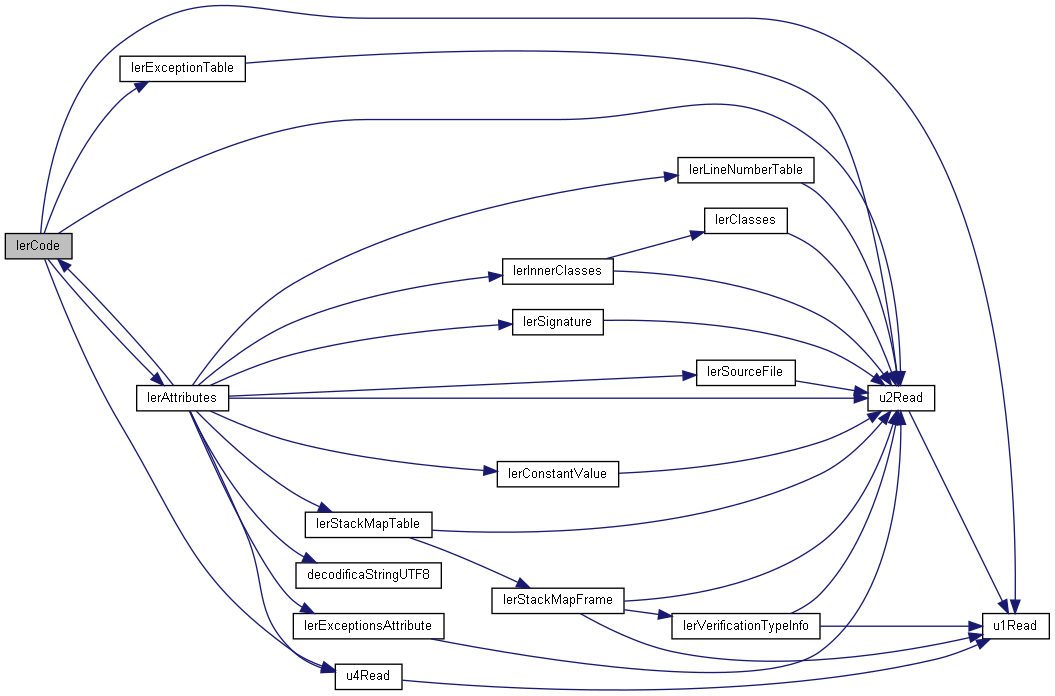 lerCode
lerExceptionTable
lerAttributes
lerLineNumberTable
lerClasses
lerInnerClasses
lerSignature
lerSourceFile
u2Read
lerConstantValue
lerStackMapTable
decodificaStringUTF8
lerStackMapFrame
lerExceptionsAttribute
lerVerificationTypeInfo
u1Read
u4Read